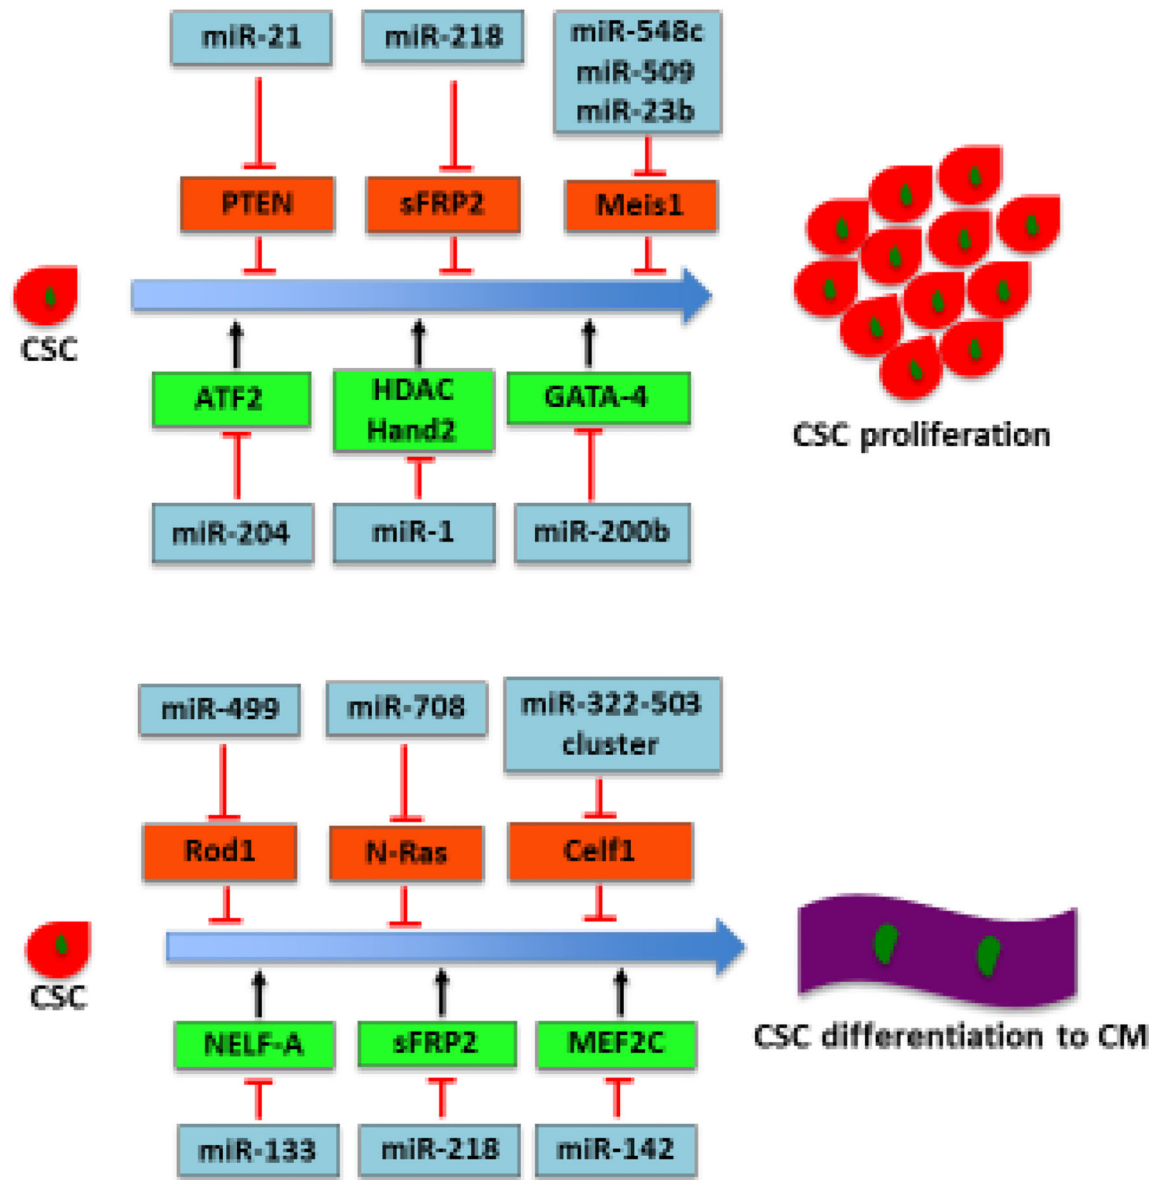 miR-21
miR-218
miR-548c
miR-509
miR-23b
PTEN
sFRP2
Meis1
CSC
ATF2
HDAC
Hand2
GATA-4
CSC proliferation
miR-204
miR-1
miR-200b
miR-499
miR-708
miR-322-503
cluster
Rod1
N-Ras
Celf1
CSC
NELF-A
sFRP2
MEF2C
CSC differentiation to CM
miR-133
miR-218
miR-142